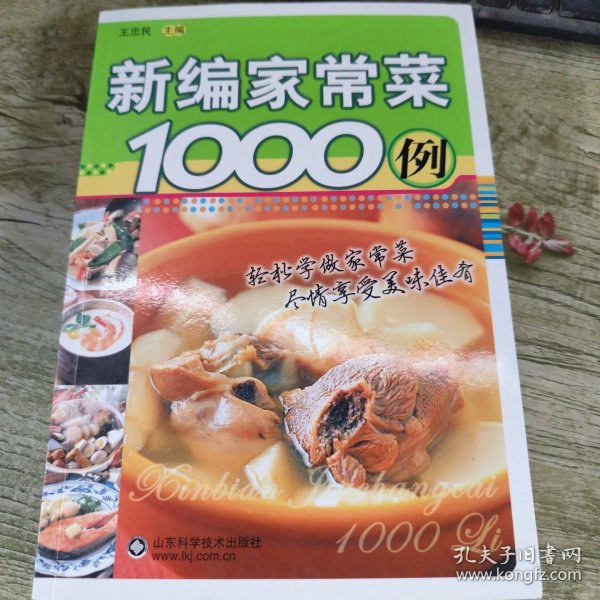 王忠民 主编
新编家常菜
1000例
轻松学做家常菜
尽情享受美味佳肴
Xinbian Jiachangcai
1000 Li
山东科学技术出版社
www.lkj.com.cn
孔夫子旧书网
www.kongfz.com